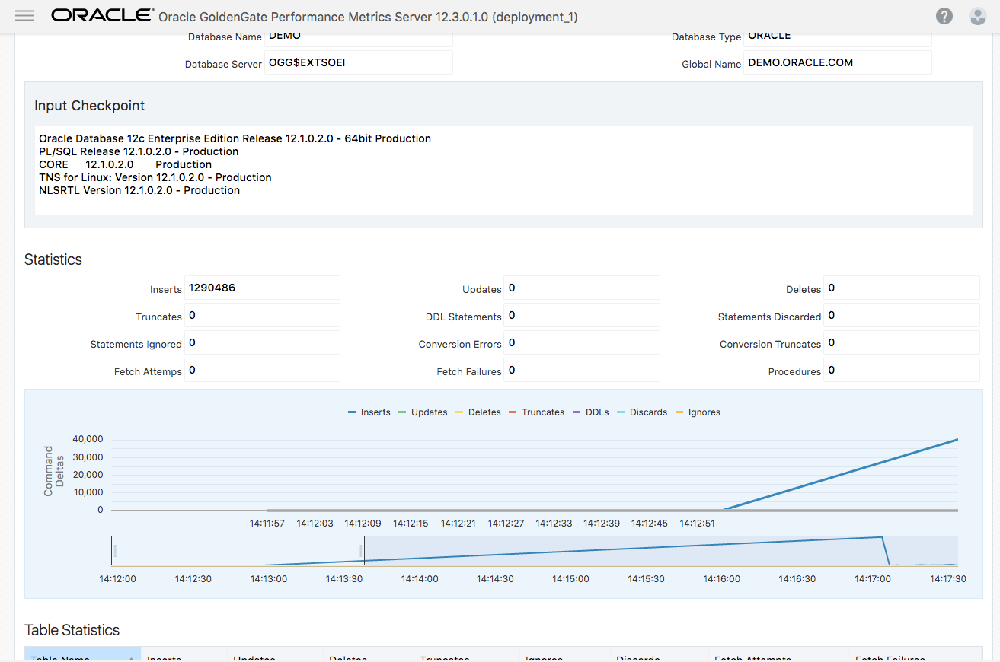 ORACLE® Oracle GoldenGate Performance Metrics Server 12.3.0.1.0 (deployment_1) ?
Database Name DEMO Database Type ORACLE
Database Server OGG$EXTSOEI Global Name DEMO.ORACLE.COM
Input Checkpoint
Oracle Database 12c Enterprise Edition Release 12.1.0.2.0 - 64bit Production
PL/SQL Release 12.1.0.2.0 - Production
CORE 12.1.0.2.0 Production
TNS for Linux: Version 12.1.0.2.0 - Production
NLSRTL Version 12.1.0.2.0 - Production
Statistics
Inserts 1290486 Updates 0 Deletes 0
Truncates 0 DDL Statements 0 Statements Discarded 0
Statements Ignored 0 Conversion Errors 0 Conversion Truncates 0
Fetch Attemps 0 Fetch Failures 0 Procedures 0
Inserts Updates Deletes Truncates DDLs Discards Ignores
Command
Deltas
40,000
30,000
20,000
10,000
0
14:11:57 14:12:03 14:12:09 14:12:15 14:12:21 14:12:27 14:12:33 14:12:39 14:12:45 14:12:51
14:12:00 14:12:30 14:13:00 14:13:30 14:14:00 14:14:30 14:15:00 14:15:30 14:16:00 14:16:30 14:17:00 14:17:30
Table Statistics
Table Name Inserts Updates Deletes Truncates Ignores Discards Fetch Attempts Fetch Failures